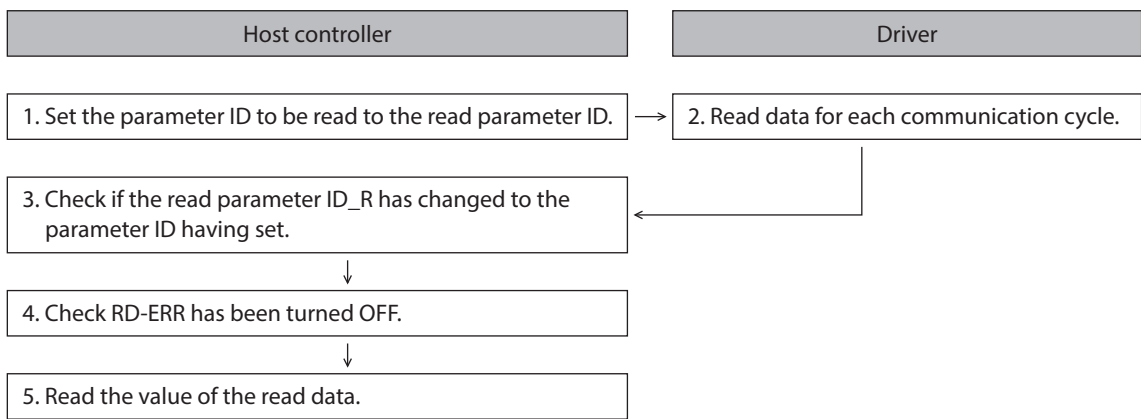 Host controller
Driver
1. Set the parameter ID to be read to the read parameter ID.
2. Read data for each communication cycle.
3. Check if the read parameter ID_R has changed to the
parameter ID having set.
4. Check RD-ERR has been turned OFF.
5. Read the value of the read data.